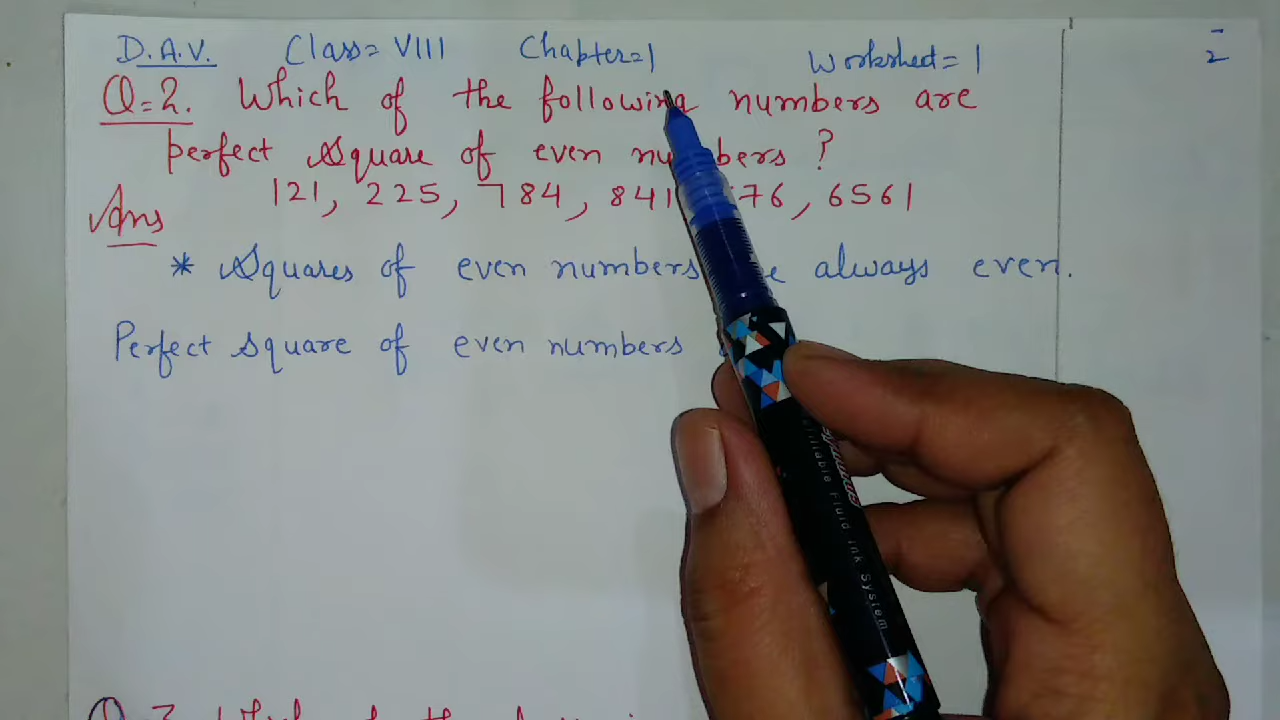 D.A.V. Class= VIII Chapter=1 Worksheet= 1
2
Q=2. Which of the following numbers are
perfect square of even numbers ?
121, 225, 784, 841 76, 6561
Ans
* Squares of even numbers always even.
Perfect square of even numbers